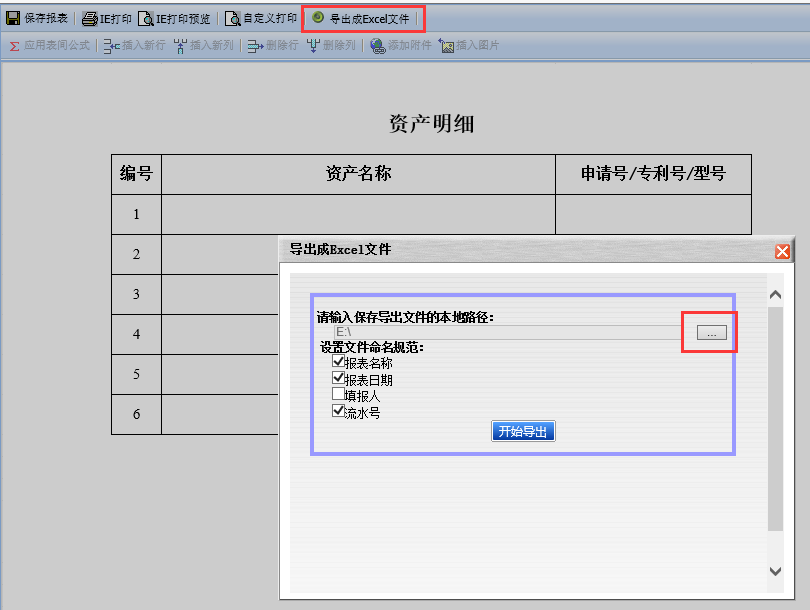 保存报表 IE打印 IE打印预览 自定义打印 导出成Excel文件
应用表间公式 插入新行 插入新列 删除行 删除列 添加附件 插入图片
资产明细
编号 资产名称 申请号/专利号/型号
1
2
3
4
5
6
导出成Excel文件
请输入保存导出文件的本地路径:
E:\ ...
设置文件命名规范:
报表名称
报表日期
填报人
流水号
开始导出